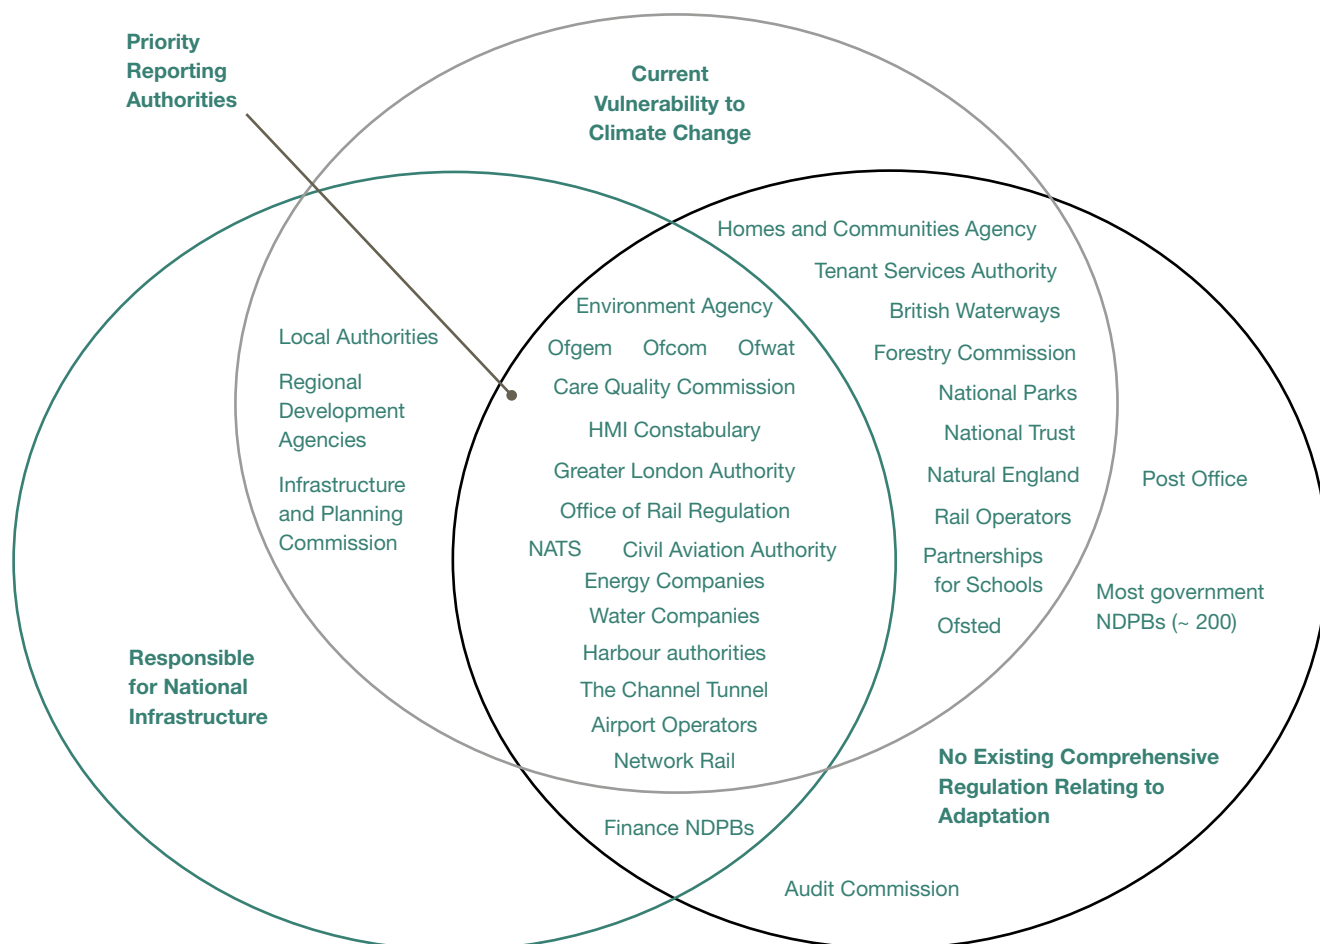 Priority
Reporting
Authorities
Current
Vulnerability to
Climate Change
Homes and Communities Agency
Tenant Services Authority
British Waterways
Forestry Commission
National Parks
National Trust
Natural England
Rail Operators
Partnerships
for Schools
Ofsted
Environment Agency
Ofgem Ofcom Ofwat
Care Quality Commission
HMI Constabulary
Greater London Authority
Office of Rail Regulation
NATS Civil Aviation Authority
Energy Companies
Water Companies
Harbour authorities
The Channel Tunnel
Airport Operators
Network Rail
Local Authorities
Regional
Development
Agencies
Infrastructure
and Planning
Commission
Post Office
Most government
NDPBs (~ 200)
Responsible
for National
Infrastructure
No Existing Comprehensive
Regulation Relating to
Adaptation
Finance NDPBs
Audit Commission